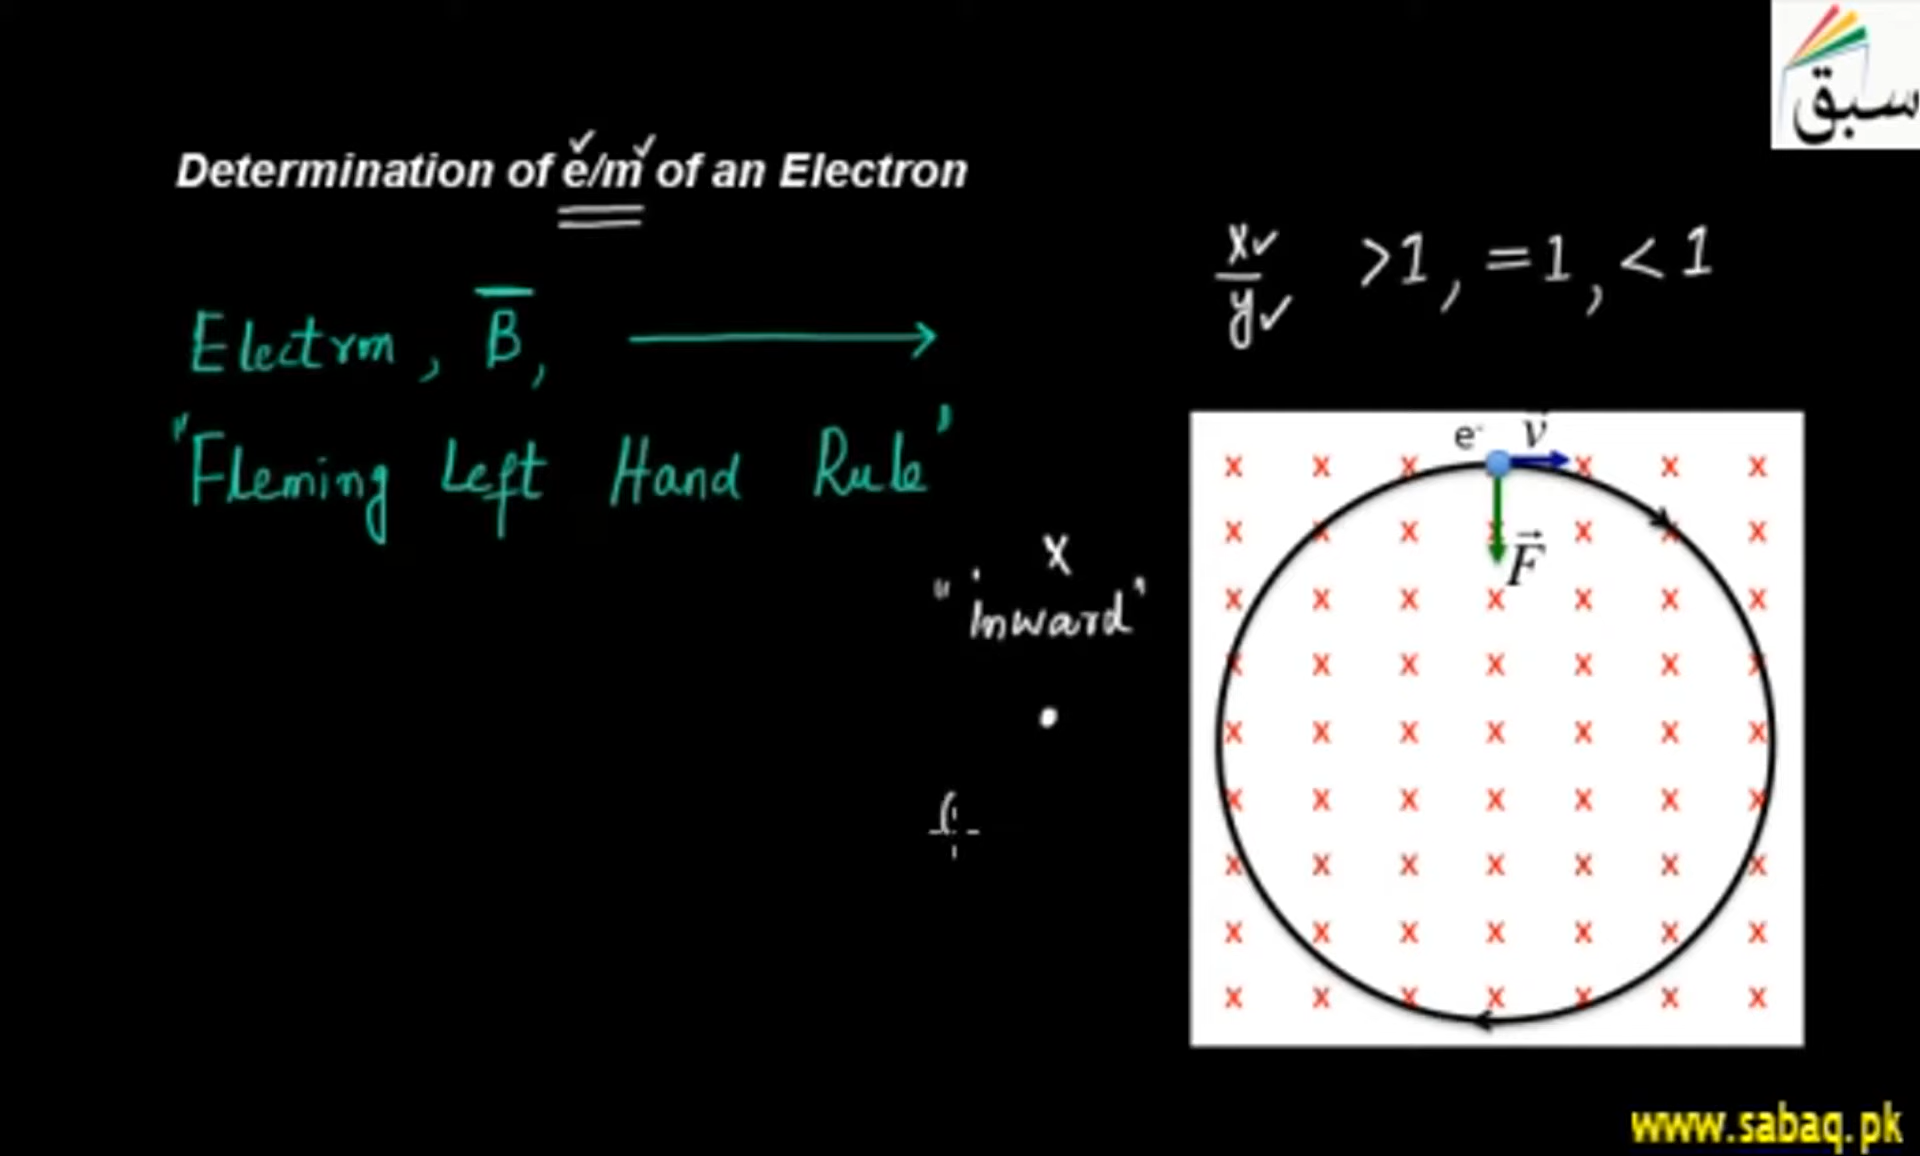 سبق
Determination of e/m of an Electron
x/y >1, =1, <1
Electron, B,
"Fleming Left Hand Rule"
e⁻ v
F
x
"inward"
www.sabaq.pk